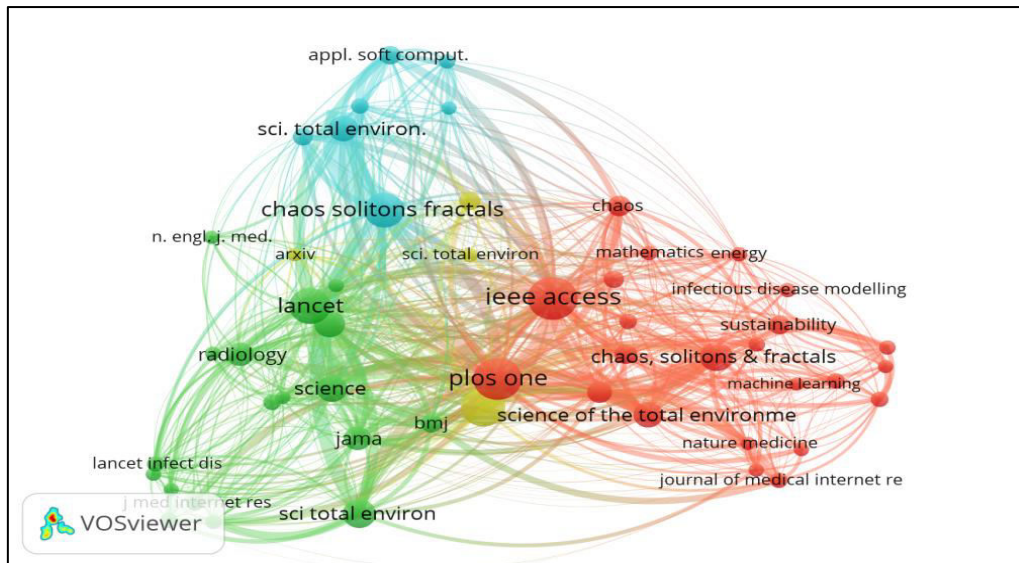 appl. soft comput.
sci. total environ.
chaos solitons fractals
chaos
n. engl. j. med.
arxiv
sci. total environ
mathematics
energy
ieee access
infectious disease modelling
lancet
sustainability
radiology
chaos, solitons & fractals
plos one
science
machine learning
science of the total environme
bmj
jama
nature medicine
lancet infect dis
journal of medical internet re
j med internet res
sci total environ
VOSviewer